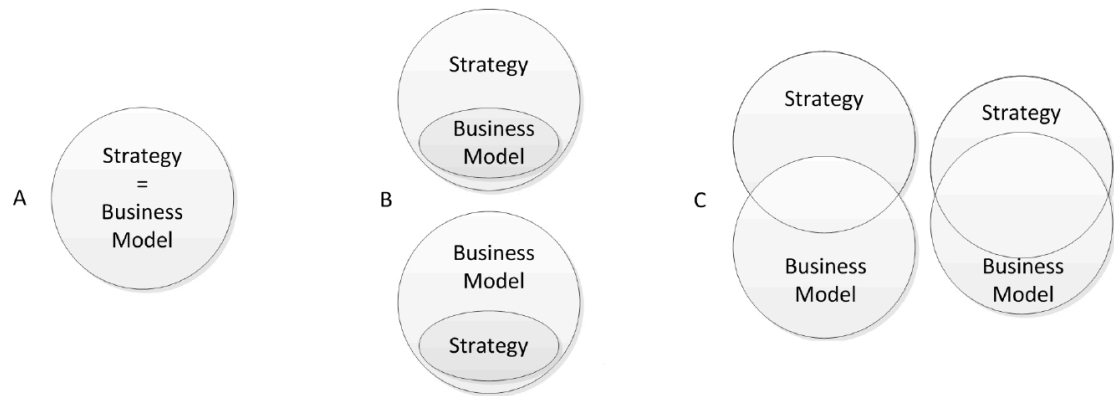 A
Strategy
=
Business
Model
B
Strategy
Business
Model
Business
Model
Strategy
C
Strategy
Business
Model
Strategy
Business
Model